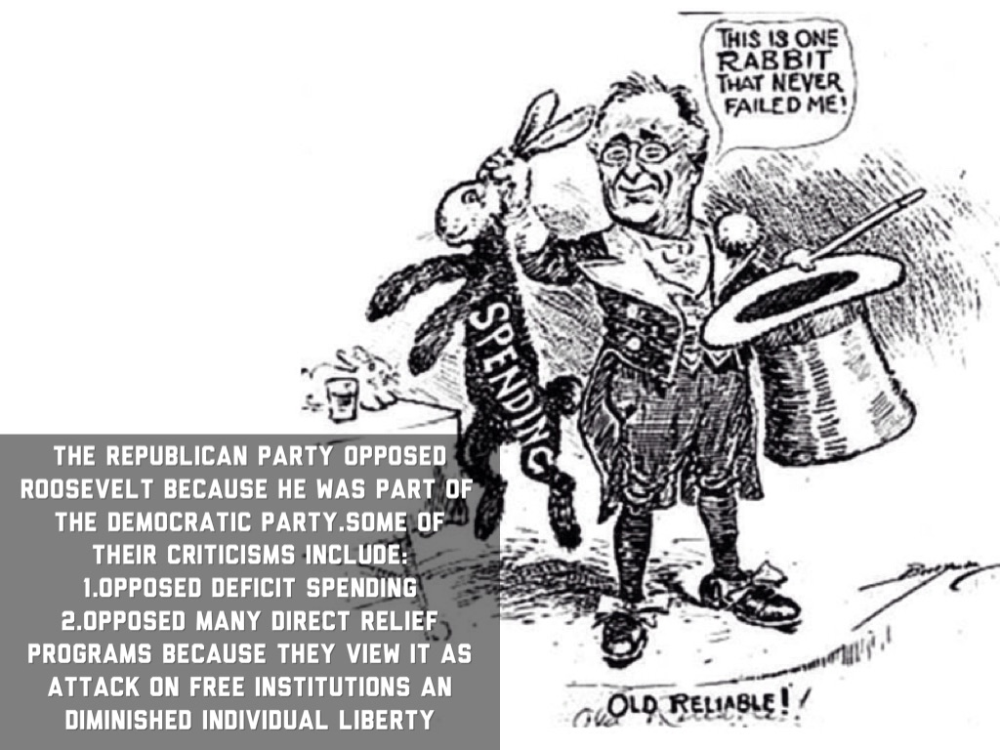 THIS IS ONE
RABBIT
THAT NEVER
FAILED ME!
SPENDING
THE REPUBLICAN PARTY OPPOSED
ROOSEVELT BECAUSE HE WAS PART OF
THE DEMOCRATIC PARTY.SOME OF
THEIR CRITICISMS INCLUDE:
1.OPPOSED DEFICIT SPENDING
2.OPPOSED MANY DIRECT RELIEF
PROGRAMS BECAUSE THEY VIEW IT AS
ATTACK ON FREE INSTITUTIONS AN
DIMINISHED INDIVIDUAL LIBERTY
OLD RELIABLE!